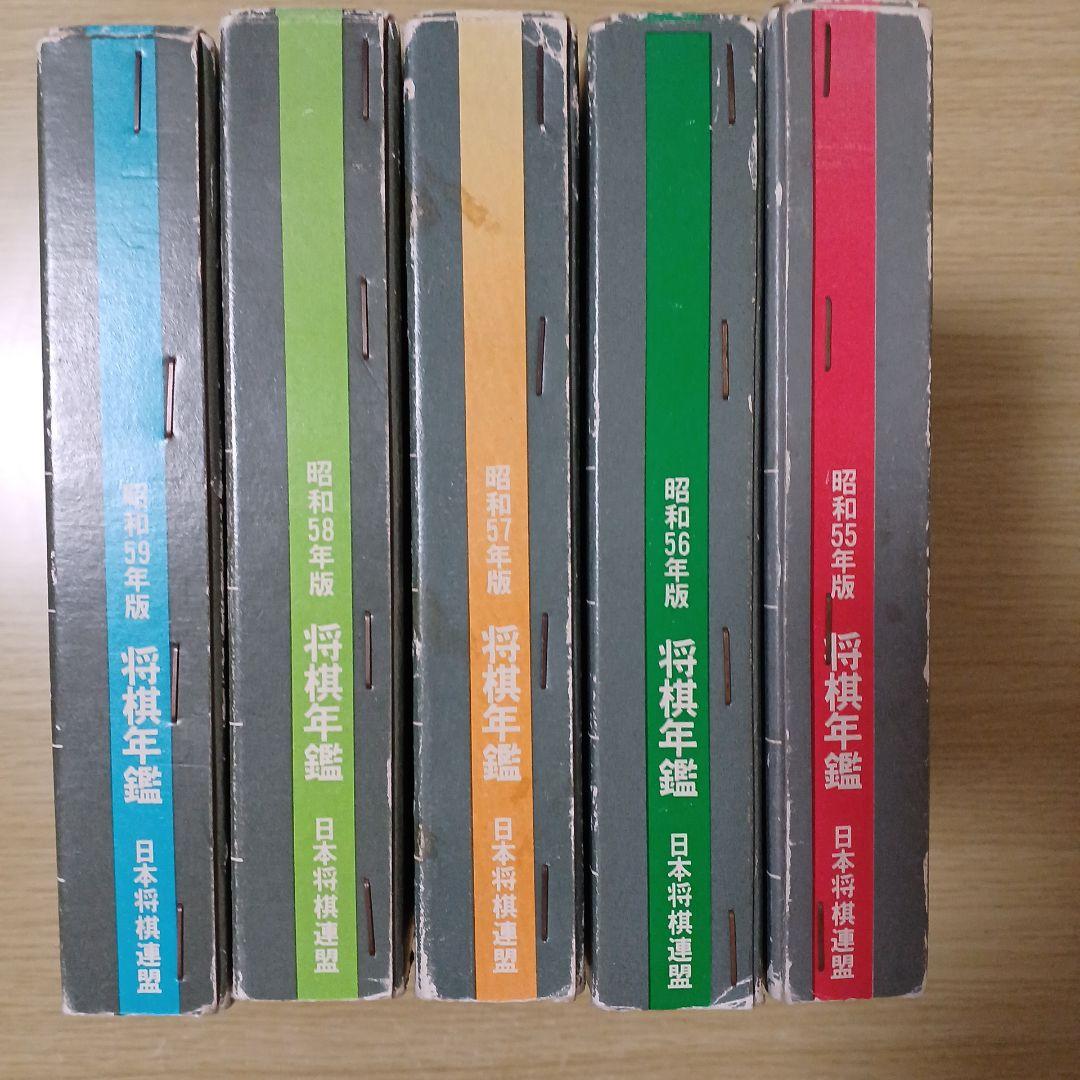 昭和59年版 将棋年鑑 日本将棋連盟
昭和58年版 将棋年鑑 日本将棋連盟
昭和57年版 将棋年鑑 日本将棋連盟
昭和56年版 将棋年鑑 日本将棋連盟
昭和55年版 将棋年鑑 日本将棋連盟